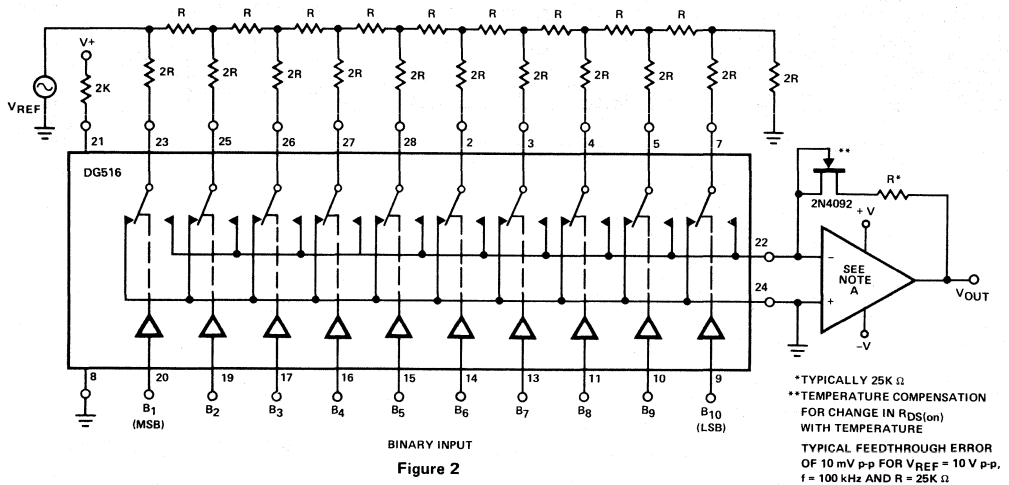 R R R R R R R R R
V+
2K
VREF
2R 2R 2R 2R 2R 2R 2R 2R 2R 2R 2R
21 23 25 26 27 28 2 3 4 5 7
DG516
**
R*
2N4092
+V
22
−
SEE
NOTE
A
24
+
VOUT
−V
8 20 19 17 16 15 14 13 11 10 9
B1 B2 B3 B4 B5 B6 B7 B8 B9 B10
(MSB) (LSB)
BINARY INPUT
Figure 2
*TYPICALLY 25K Ω
**TEMPERATURE COMPENSATION
FOR CHANGE IN RDS(on)
WITH TEMPERATURE
TYPICAL FEEDTHROUGH ERROR
OF 10 mV p-p FOR VREF = 10 V p-p,
f = 100 kHz AND R = 25K Ω